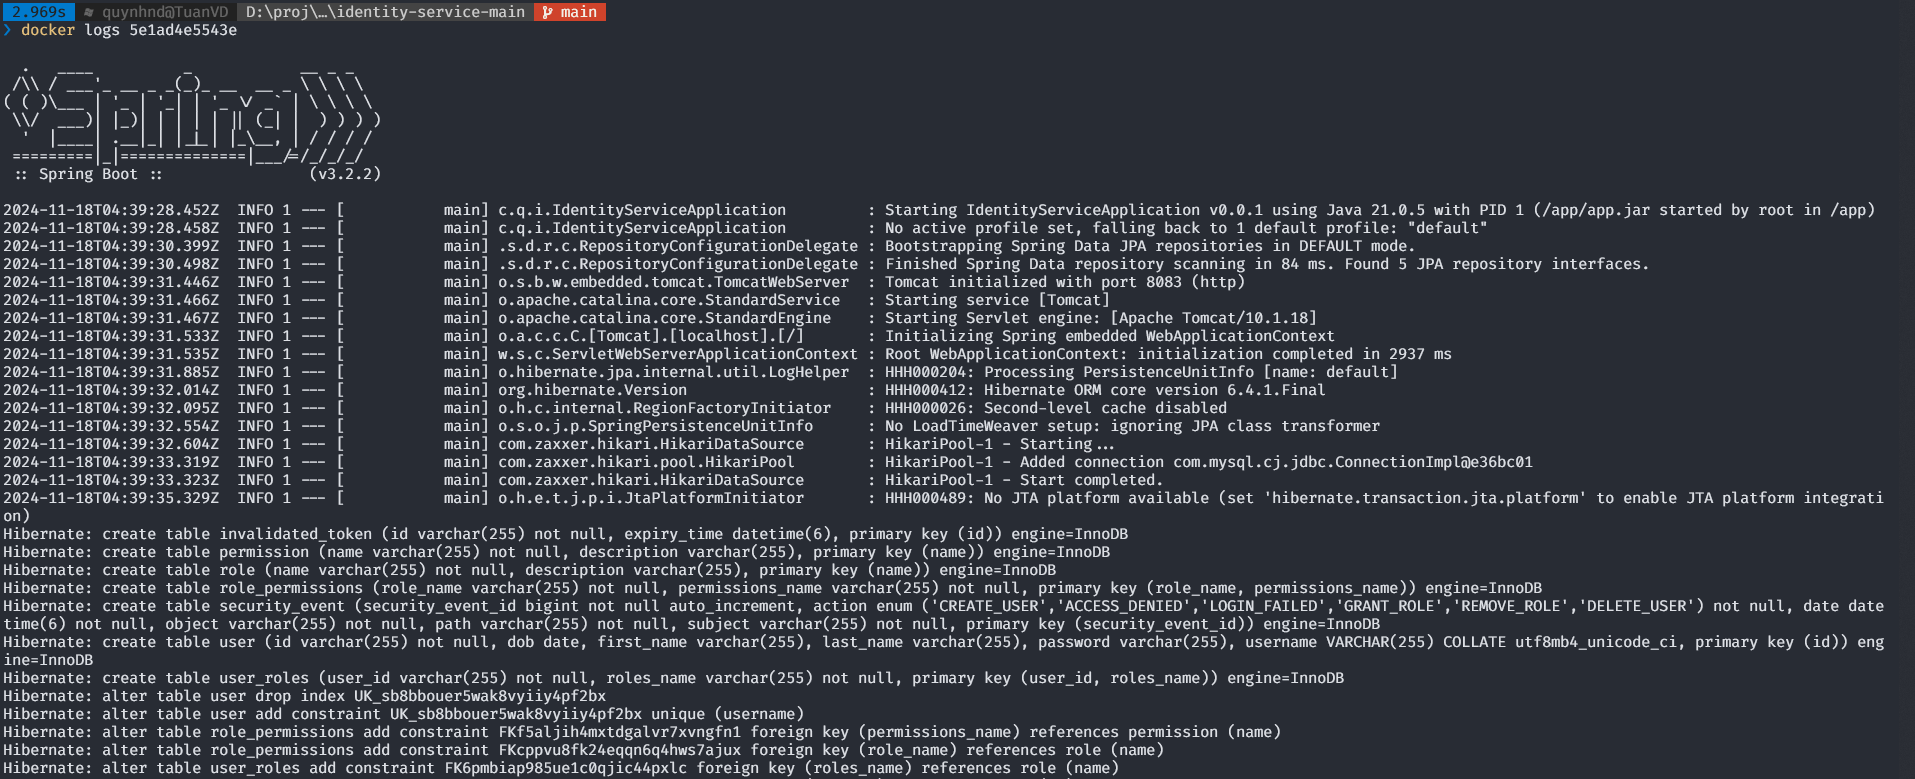 2.969s quynhnd@TuanVD D:\proj\…\identity-service-main main
❯ docker logs 5e1ad4e5543e
  .   ____          _            __ _ _
 /\\ / ___'_ __ _ _(_)_ __  __ _ \ \ \ \
( ( )\___ | '_ | '_| | '_ \/ _` | \ \ \ \
 \\/  ___)| |_)| | | | | || (_| |  ) ) ) )
  '  |____| .__|_| |_|_| |_\__, | / / / /
 =========|_|==============|___/=/_/_/_/
 :: Spring Boot ::                (v3.2.2)
2024-11-18T04:39:28.452Z  INFO 1 --- [           main] c.q.i.IdentityServiceApplication         : Starting IdentityServiceApplication v0.0.1 using Java 21.0.5 with PID 1 (/app/app.jar started by root in /app)
2024-11-18T04:39:28.458Z  INFO 1 --- [           main] c.q.i.IdentityServiceApplication         : No active profile set, falling back to 1 default profile: "default"
2024-11-18T04:39:30.399Z  INFO 1 --- [           main] .s.d.r.c.RepositoryConfigurationDelegate : Bootstrapping Spring Data JPA repositories in DEFAULT mode.
2024-11-18T04:39:30.498Z  INFO 1 --- [           main] .s.d.r.c.RepositoryConfigurationDelegate : Finished Spring Data repository scanning in 84 ms. Found 5 JPA repository interfaces.
2024-11-18T04:39:31.446Z  INFO 1 --- [           main] o.s.b.w.embedded.tomcat.TomcatWebServer  : Tomcat initialized with port 8083 (http)
2024-11-18T04:39:31.466Z  INFO 1 --- [           main] o.apache.catalina.core.StandardService   : Starting service [Tomcat]
2024-11-18T04:39:31.467Z  INFO 1 --- [           main] o.apache.catalina.core.StandardEngine    : Starting Servlet engine: [Apache Tomcat/10.1.18]
2024-11-18T04:39:31.533Z  INFO 1 --- [           main] o.a.c.c.C.[Tomcat].[localhost].[/]       : Initializing Spring embedded WebApplicationContext
2024-11-18T04:39:31.535Z  INFO 1 --- [           main] w.s.c.ServletWebServerApplicationContext : Root WebApplicationContext: initialization completed in 2937 ms
2024-11-18T04:39:31.885Z  INFO 1 --- [           main] o.hibernate.jpa.internal.util.LogHelper  : HHH000204: Processing PersistenceUnitInfo [name: default]
2024-11-18T04:39:32.014Z  INFO 1 --- [           main] org.hibernate.Version                    : HHH000412: Hibernate ORM core version 6.4.1.Final
2024-11-18T04:39:32.095Z  INFO 1 --- [           main] o.h.c.internal.RegionFactoryInitiator    : HHH000026: Second-level cache disabled
2024-11-18T04:39:32.554Z  INFO 1 --- [           main] o.s.o.j.p.SpringPersistenceUnitInfo      : No LoadTimeWeaver setup: ignoring JPA class transformer
2024-11-18T04:39:32.604Z  INFO 1 --- [           main] com.zaxxer.hikari.HikariDataSource       : HikariPool-1 - Starting...
2024-11-18T04:39:33.319Z  INFO 1 --- [           main] com.zaxxer.hikari.pool.HikariPool        : HikariPool-1 - Added connection com.mysql.cj.jdbc.ConnectionImpl@e36bc01
2024-11-18T04:39:33.323Z  INFO 1 --- [           main] com.zaxxer.hikari.HikariDataSource       : HikariPool-1 - Start completed.
2024-11-18T04:39:35.329Z  INFO 1 --- [           main] o.h.e.t.j.p.i.JtaPlatformInitiator       : HHH000489: No JTA platform available (set 'hibernate.transaction.jta.platform' to enable JTA platform integrati
on)
Hibernate: create table invalidated_token (id varchar(255) not null, expiry_time datetime(6), primary key (id)) engine=InnoDB
Hibernate: create table permission (name varchar(255) not null, description varchar(255), primary key (name)) engine=InnoDB
Hibernate: create table role (name varchar(255) not null, description varchar(255), primary key (name)) engine=InnoDB
Hibernate: create table role_permissions (role_name varchar(255) not null, permissions_name varchar(255) not null, primary key (role_name, permissions_name)) engine=InnoDB
Hibernate: create table security_event (security_event_id bigint not null auto_increment, action enum ('CREATE_USER','ACCESS_DENIED','LOGIN_FAILED','GRANT_ROLE','REMOVE_ROLE','DELETE_USER') not null, date date
time(6) not null, object varchar(255) not null, path varchar(255) not null, subject varchar(255) not null, primary key (security_event_id)) engine=InnoDB
Hibernate: create table user (id varchar(255) not null, dob date, first_name varchar(255), last_name varchar(255), password varchar(255), username VARCHAR(255) COLLATE utf8mb4_unicode_ci, primary key (id)) eng
ine=InnoDB
Hibernate: create table user_roles (user_id varchar(255) not null, roles_name varchar(255) not null, primary key (user_id, roles_name)) engine=InnoDB
Hibernate: alter table user drop index UK_sb8bbouer5wak8vyiiy4pf2bx
Hibernate: alter table user add constraint UK_sb8bbouer5wak8vyiiy4pf2bx unique (username)
Hibernate: alter table role_permissions add constraint FKf5aljih4mxtdgalvr7xvngfn1 foreign key (permissions_name) references permission (name)
Hibernate: alter table role_permissions add constraint FKcppvu8fk24eqqn6q4hws7ajux foreign key (role_name) references role (name)
Hibernate: alter table user_roles add constraint FK6pmbiap985ue1c0qjic44pxlc foreign key (roles_name) references role (name)